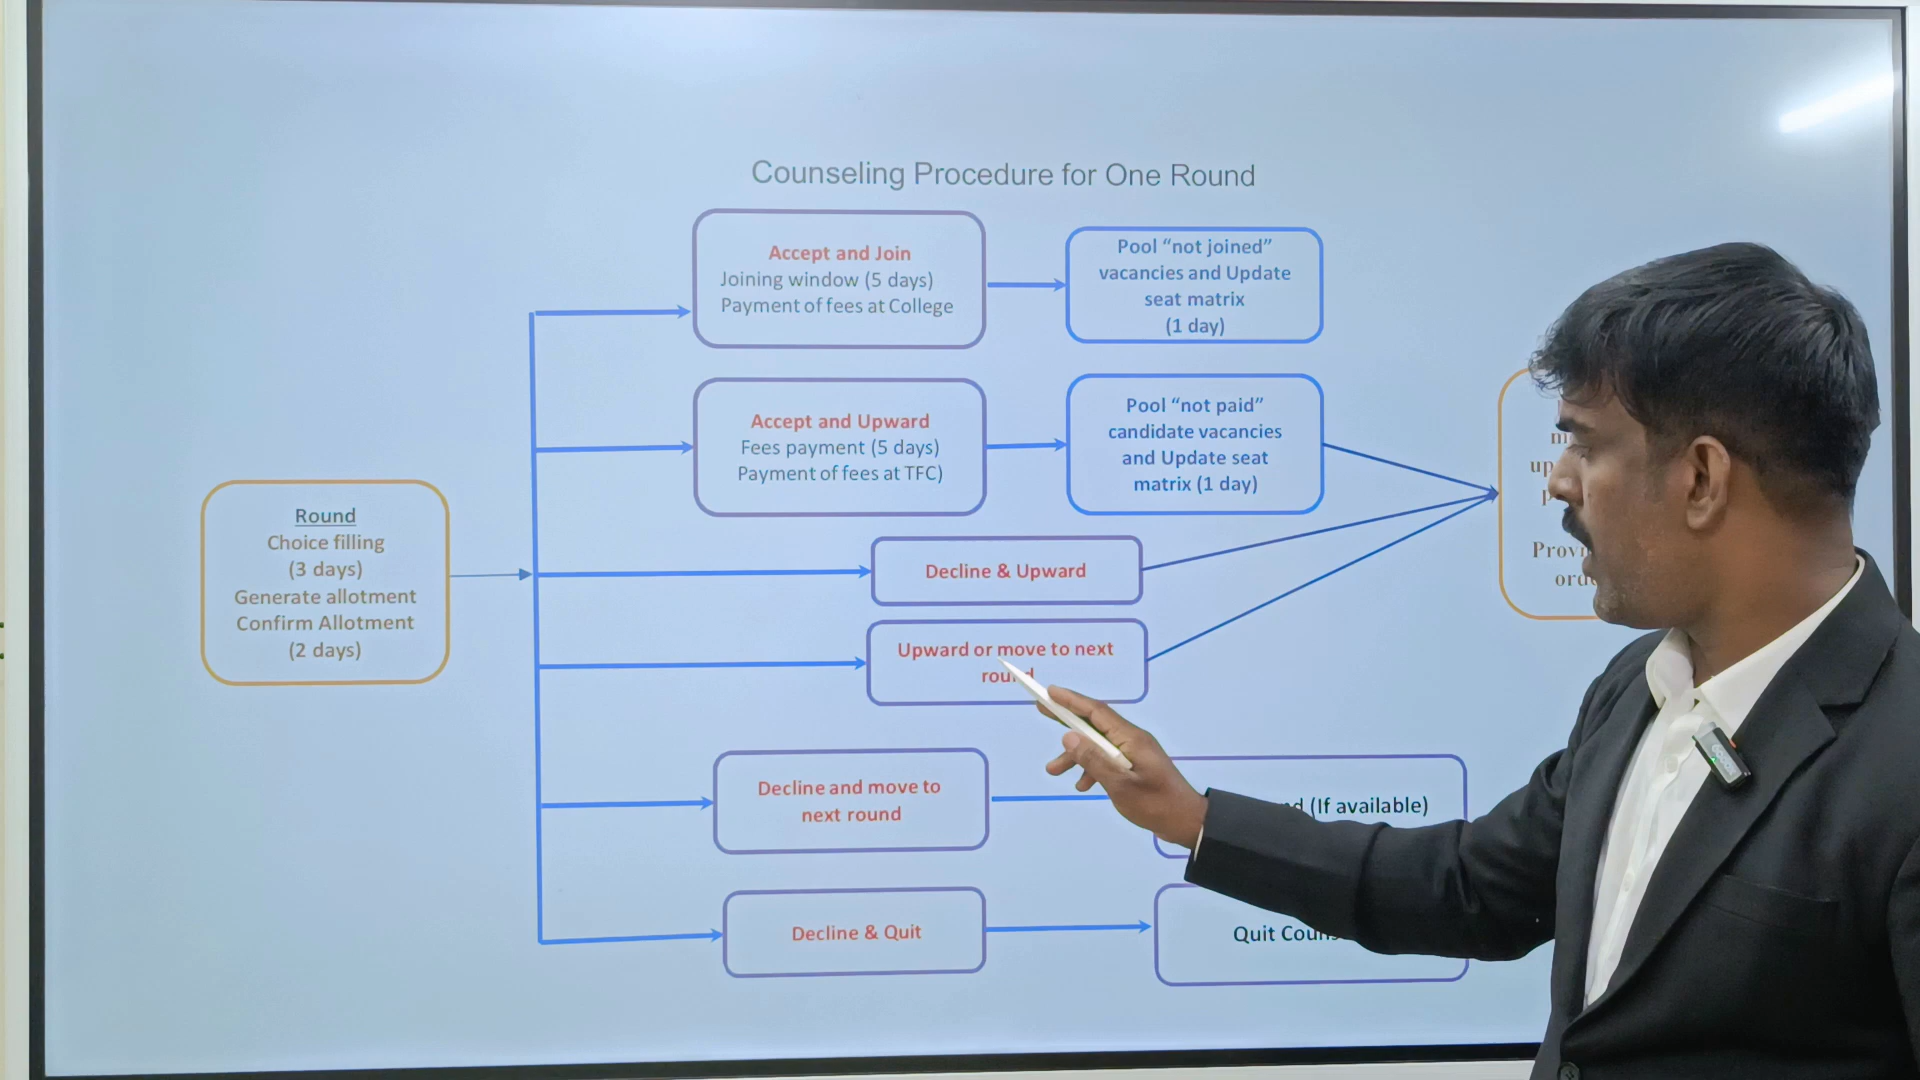 Counseling Procedure for One Round
Accept and Join
Joining window (5 days)
Payment of fees at College
Pool “not joined”
vacancies and Update
seat matrix
(1 day)
Accept and Upward
Fees payment (5 days)
Payment of fees at TFC)
Pool “not paid”
candidate vacancies
and Update seat
matrix (1 day)
Round
Choice filling
(3 days)
Generate allotment
Confirm Allotment
(2 days)
Decline & Upward
Upward or move to next
round
Decline and move to
next round
(If available)
Decline & Quit
Quit